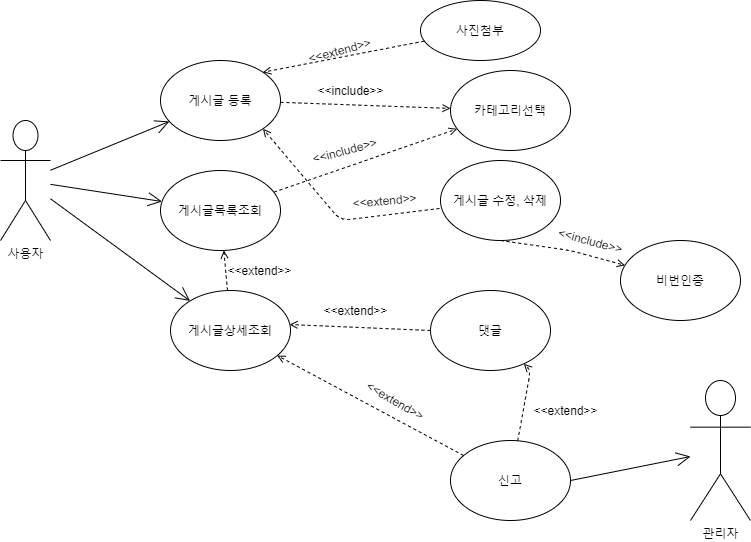 사진첨부
<<extend>>
게시글 등록
<<include>>
카테고리선택
<<include>>
게시글목록조회
<<extend>>
게시글 수정, 삭제
<<include>>
사용자
<<extend>>
비번인증
게시글상세조회
<<extend>>
댓글
<<extend>>
<<extend>>
신고
관리자